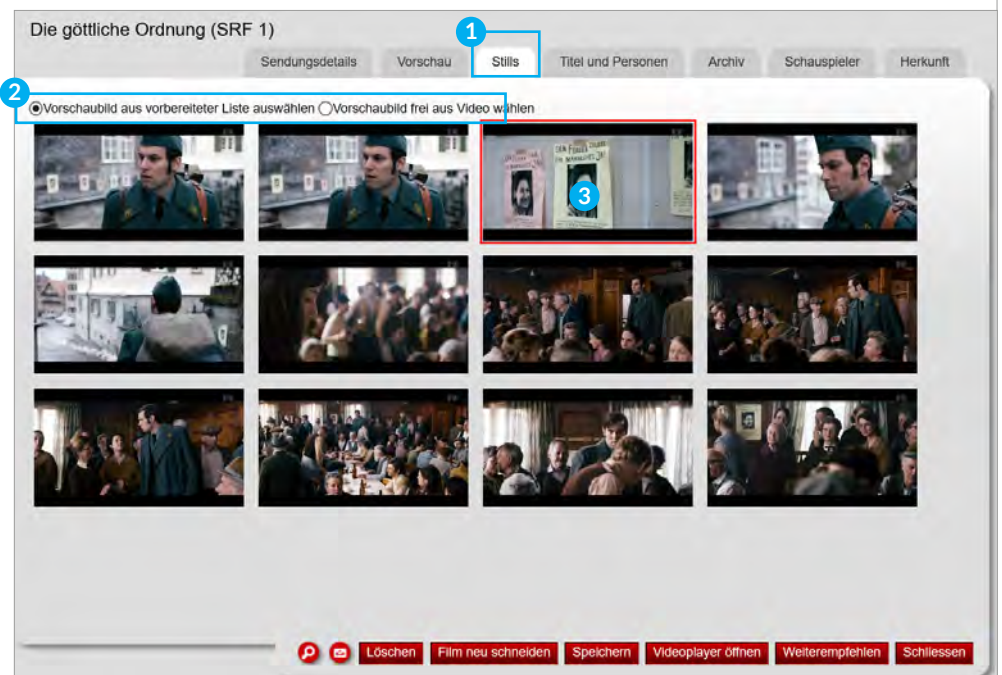 Die göttliche Ordnung (SRF 1)
1
Sendungsdetails Vorschau Stills Titel und Personen Archiv Schauspieler Herkunft
2
Vorschaubild aus vorbereiteter Liste auswählen Vorschaubild frei aus Video wählen
3
Löschen Film neu schneiden Speichern Videoplayer öffnen Weiterempfehlen Schliessen